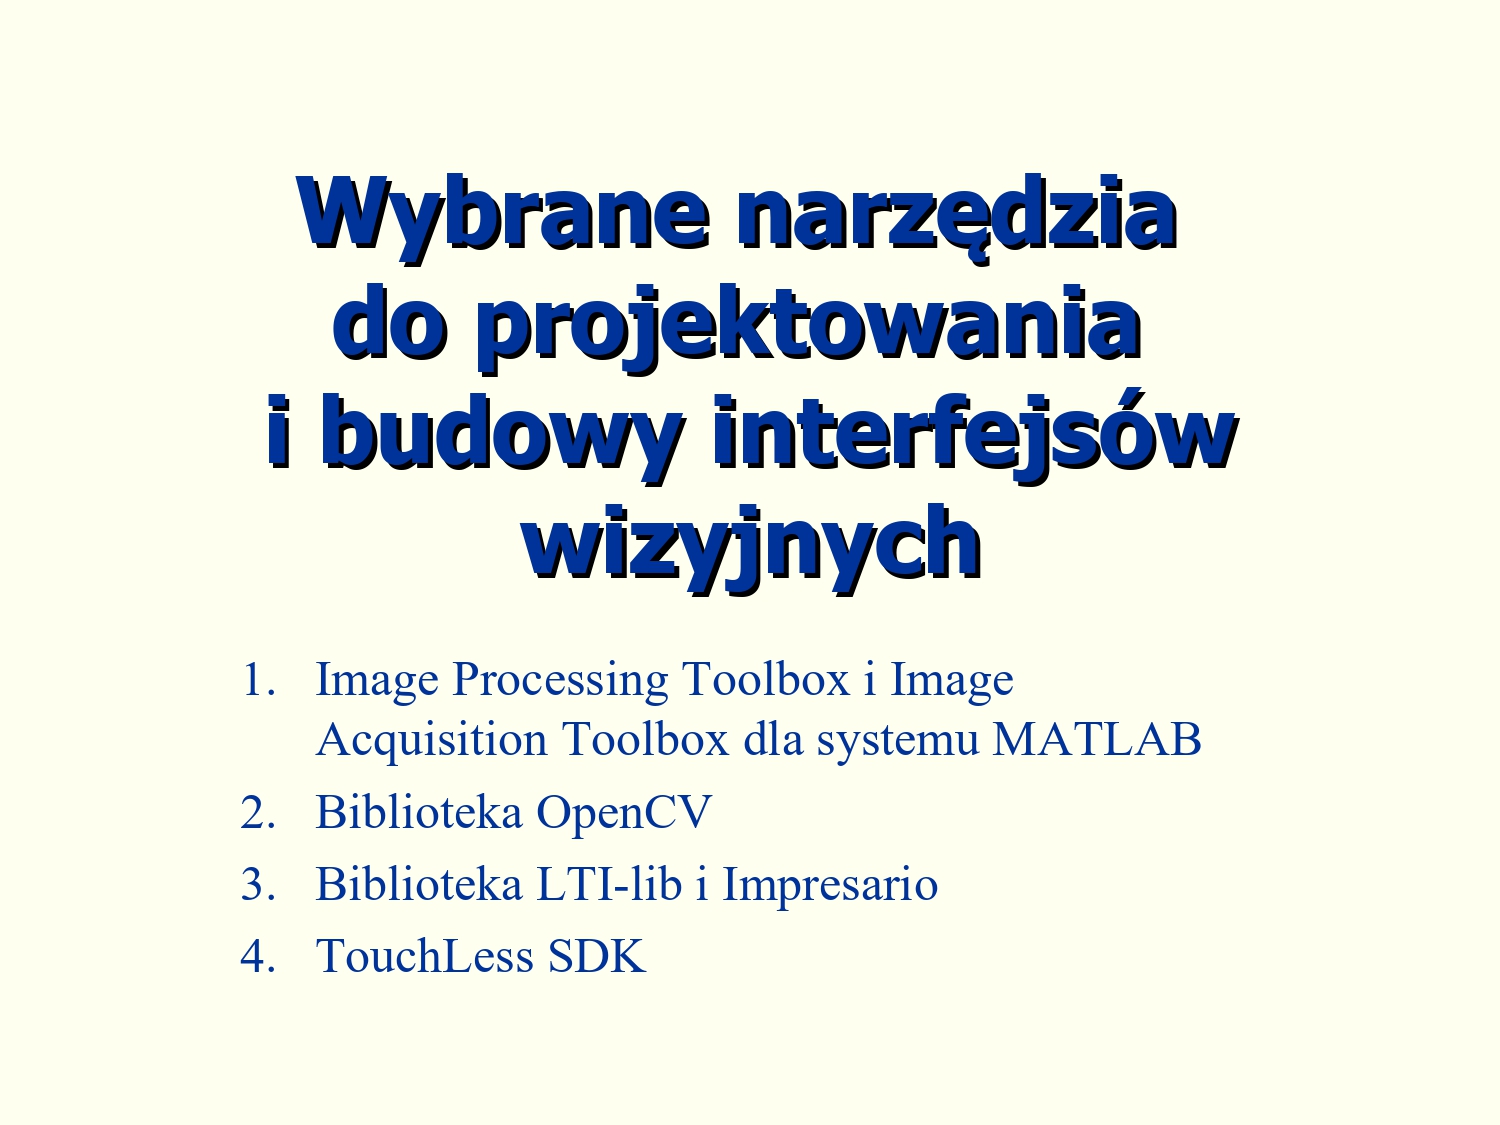 Wybrane narzędzia
do projektowania
i budowy interfejsów
wizyjnych
1. Image Processing Toolbox i Image
Acquisition Toolbox dla systemu MATLAB
2. Biblioteka OpenCV
3. Biblioteka LTI-lib i Impresario
4. TouchLess SDK